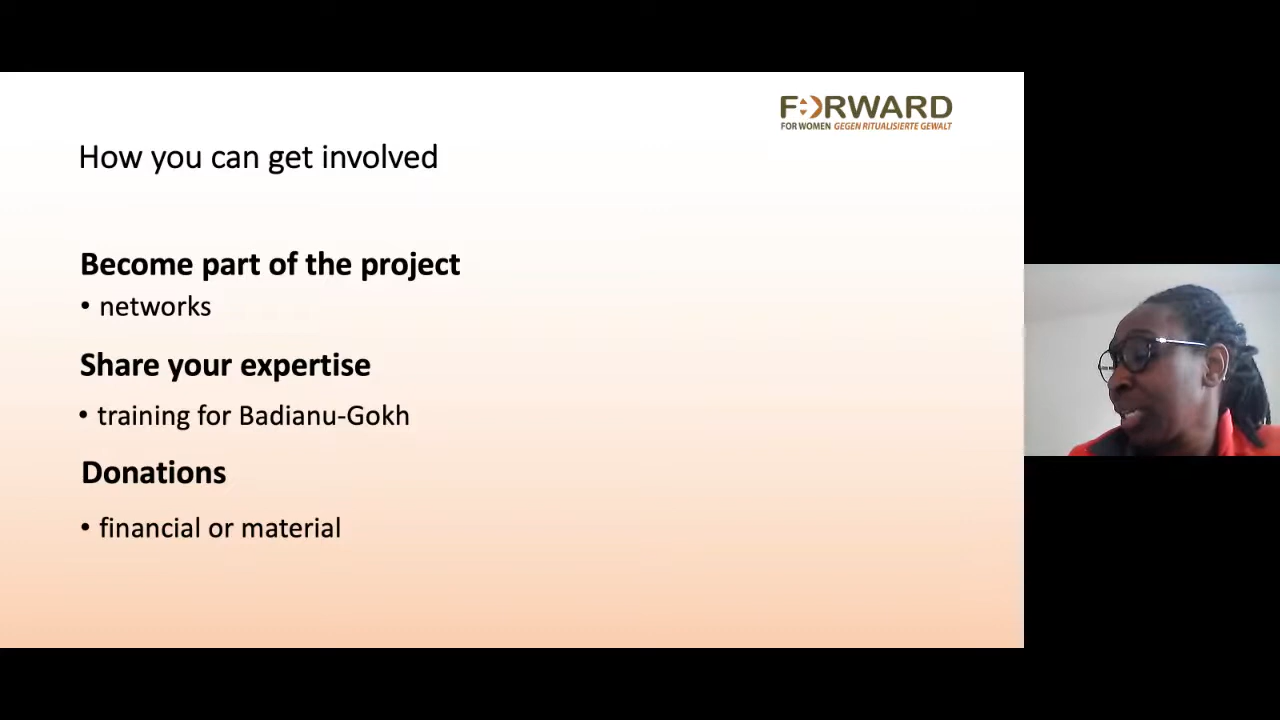 FORWARD
FOR WOMEN GEGEN RITUALISIERTE GEWALT
How you can get involved
Become part of the project
• networks
Share your expertise
• training for Badianu-Gokh
Donations
• financial or material